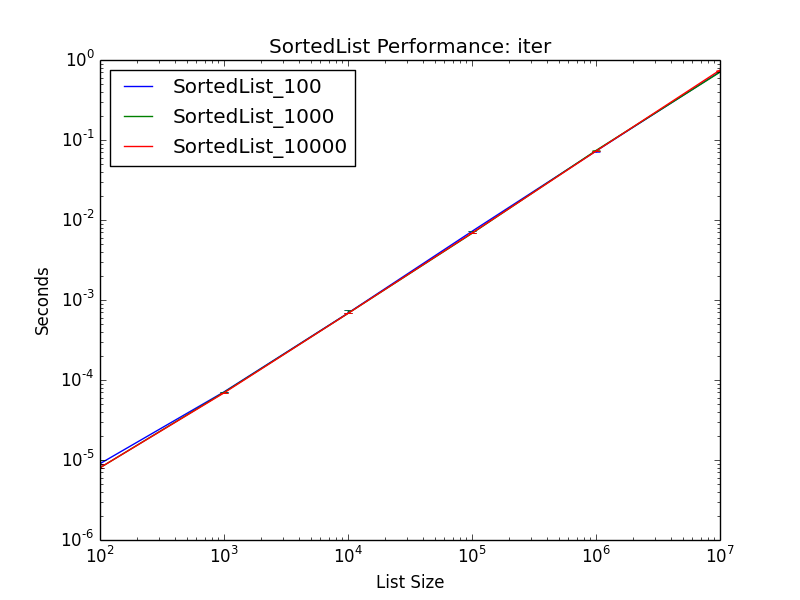 SortedList Performance: iter
10^0
SortedList_100
SortedList_1000
SortedList_10000
10^-1
10^-2
10^-3
10^-4
10^-5
10^-6
Seconds
10^2 10^3 10^4 10^5 10^6 10^7
List Size